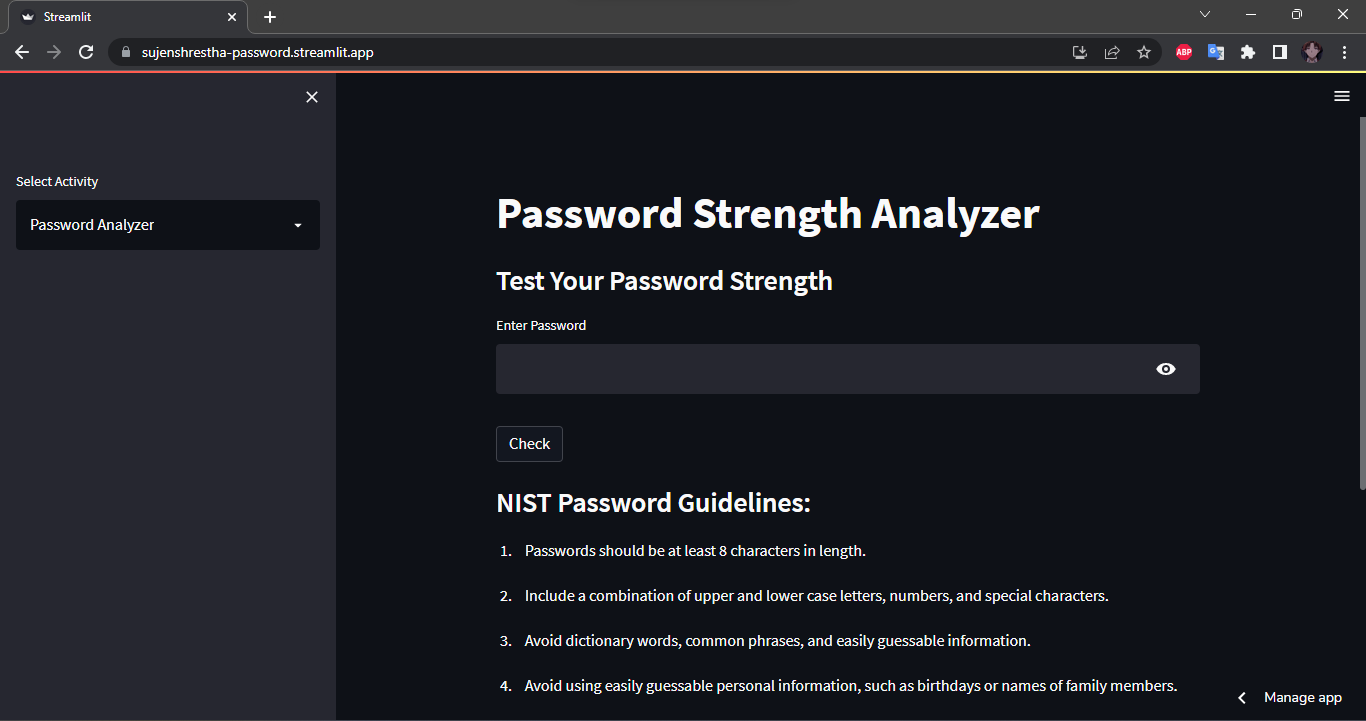 Streamlit
sujenshrestha-password.streamlit.app
ABP
Select Activity
Password Analyzer
Password Strength Analyzer
Test Your Password Strength
Enter Password
Check
NIST Password Guidelines:
1. Passwords should be at least 8 characters in length.
2. Include a combination of upper and lower case letters, numbers, and special characters.
3. Avoid dictionary words, common phrases, and easily guessable information.
4. Avoid using easily guessable personal information, such as birthdays or names of family members.
Manage app